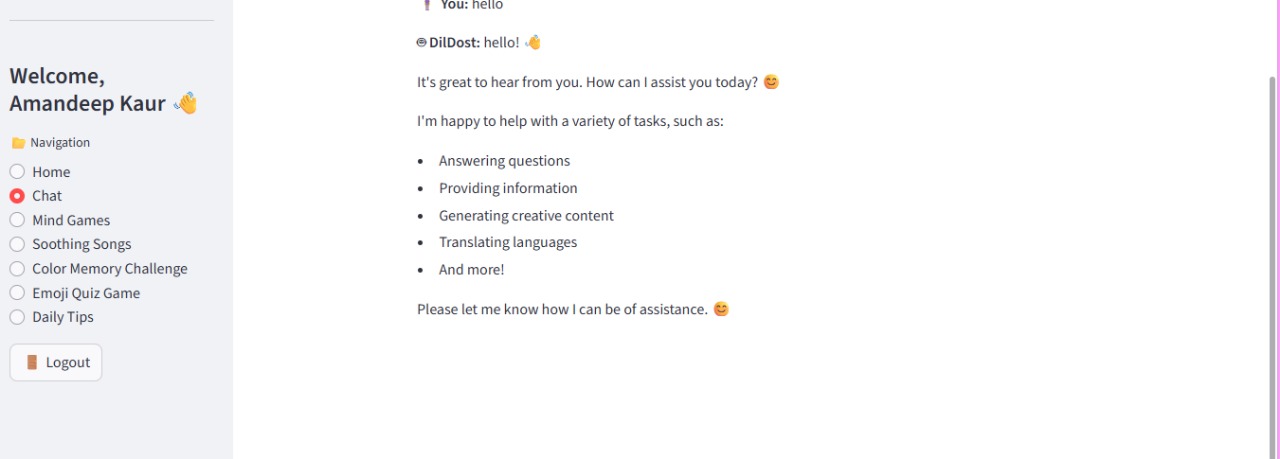 Welcome,
Amandeep Kaur 👋
📁 Navigation
Home
Chat
Mind Games
Soothing Songs
Color Memory Challenge
Emoji Quiz Game
Daily Tips
🚪 Logout
You: hello
DilDost: hello! 👋
It's great to hear from you. How can I assist you today? 😊
I'm happy to help with a variety of tasks, such as:
• Answering questions
• Providing information
• Generating creative content
• Translating languages
• And more!
Please let me know how I can be of assistance. 😊